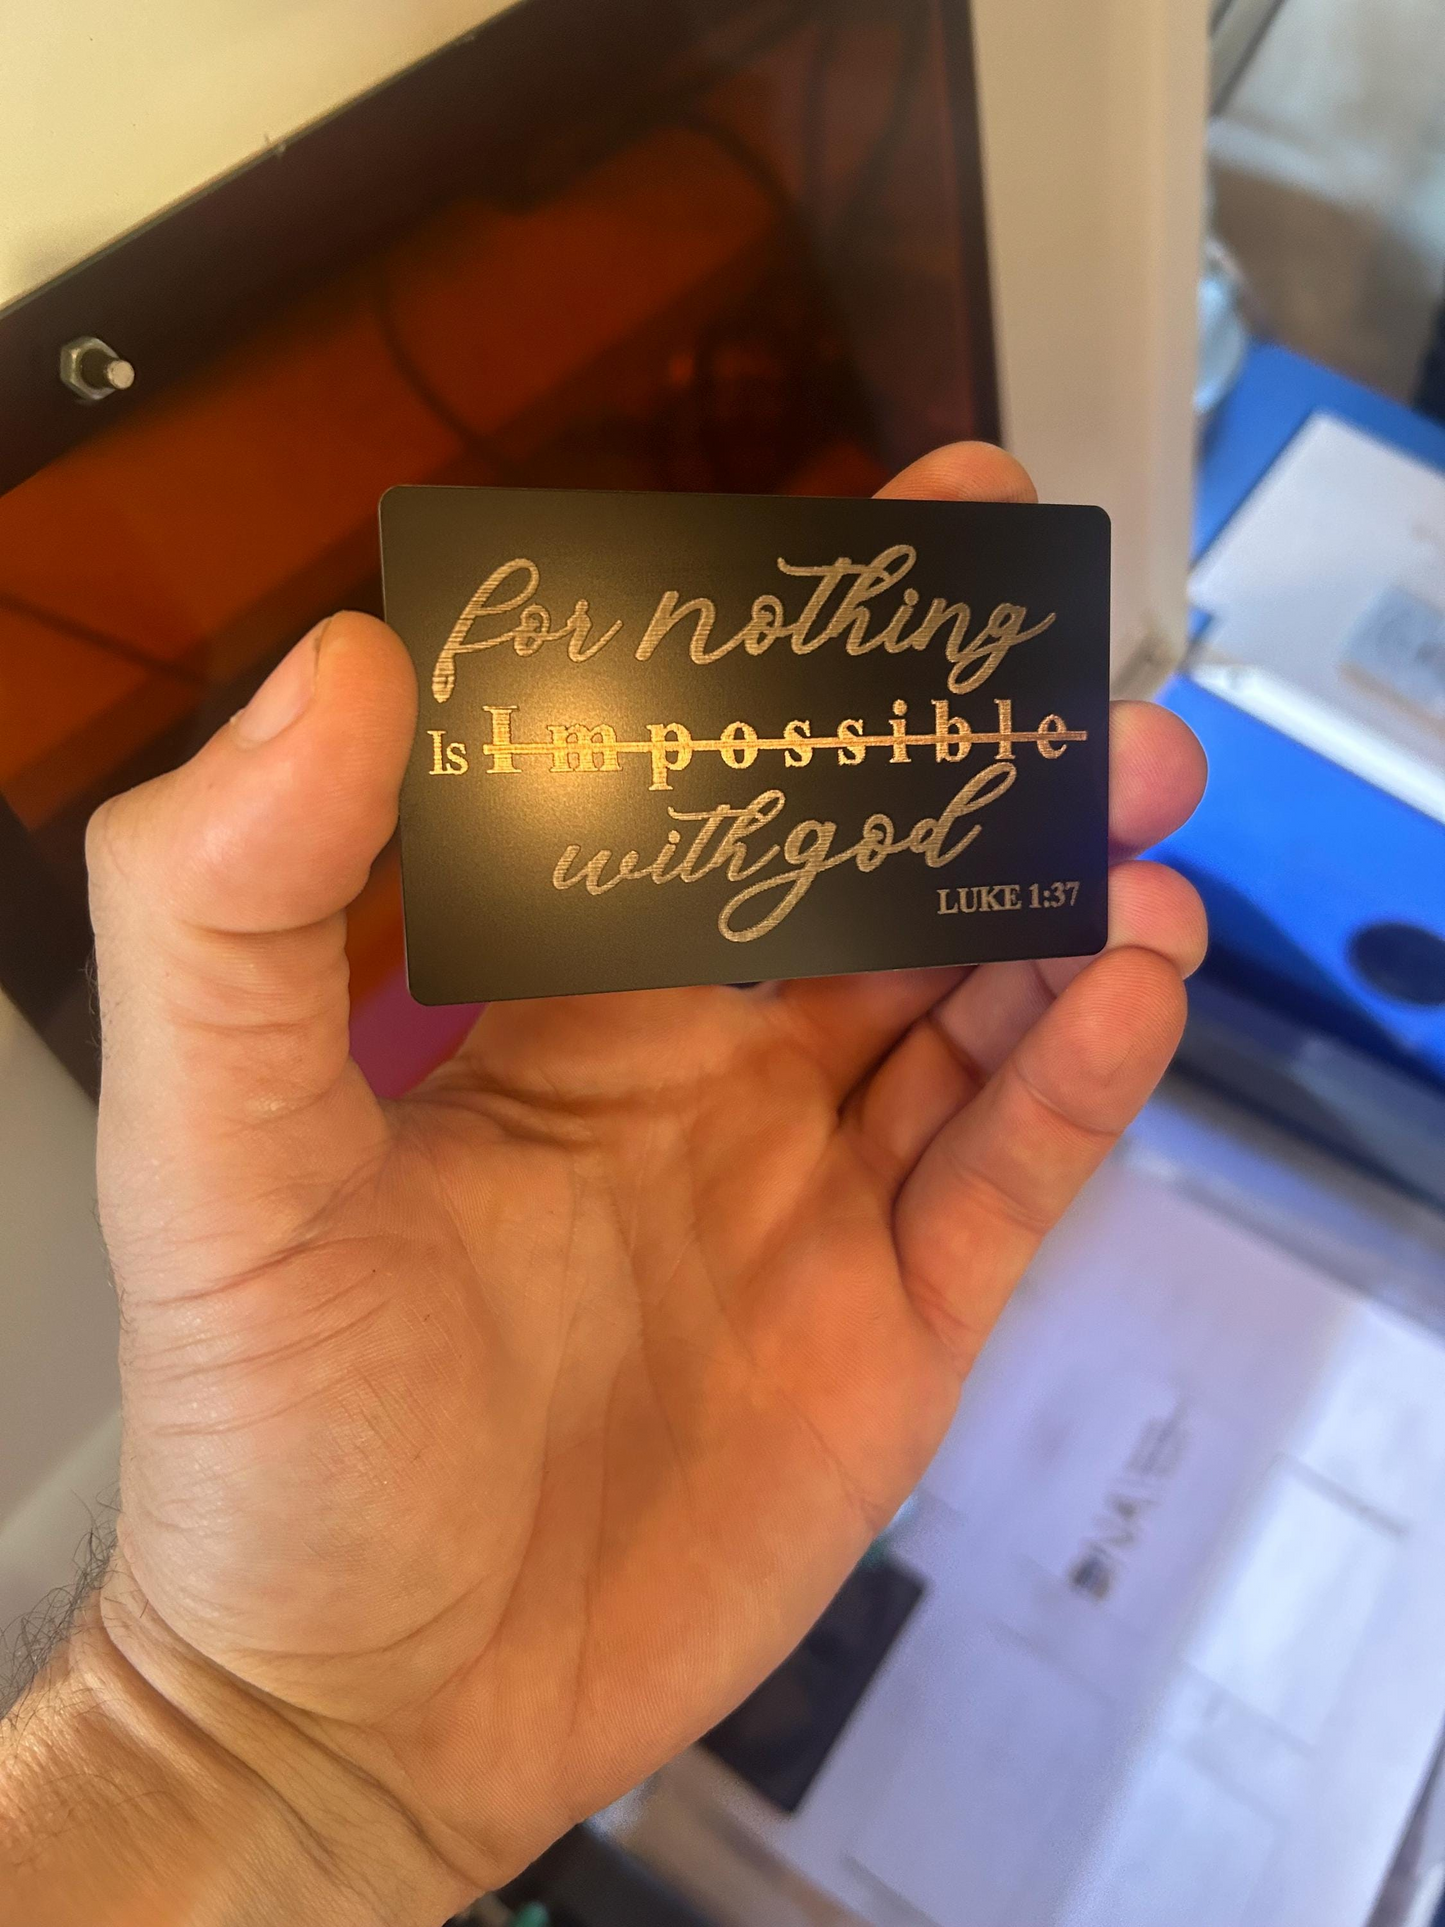 for nothing
Is Impossible
with god
LUKE 1:37